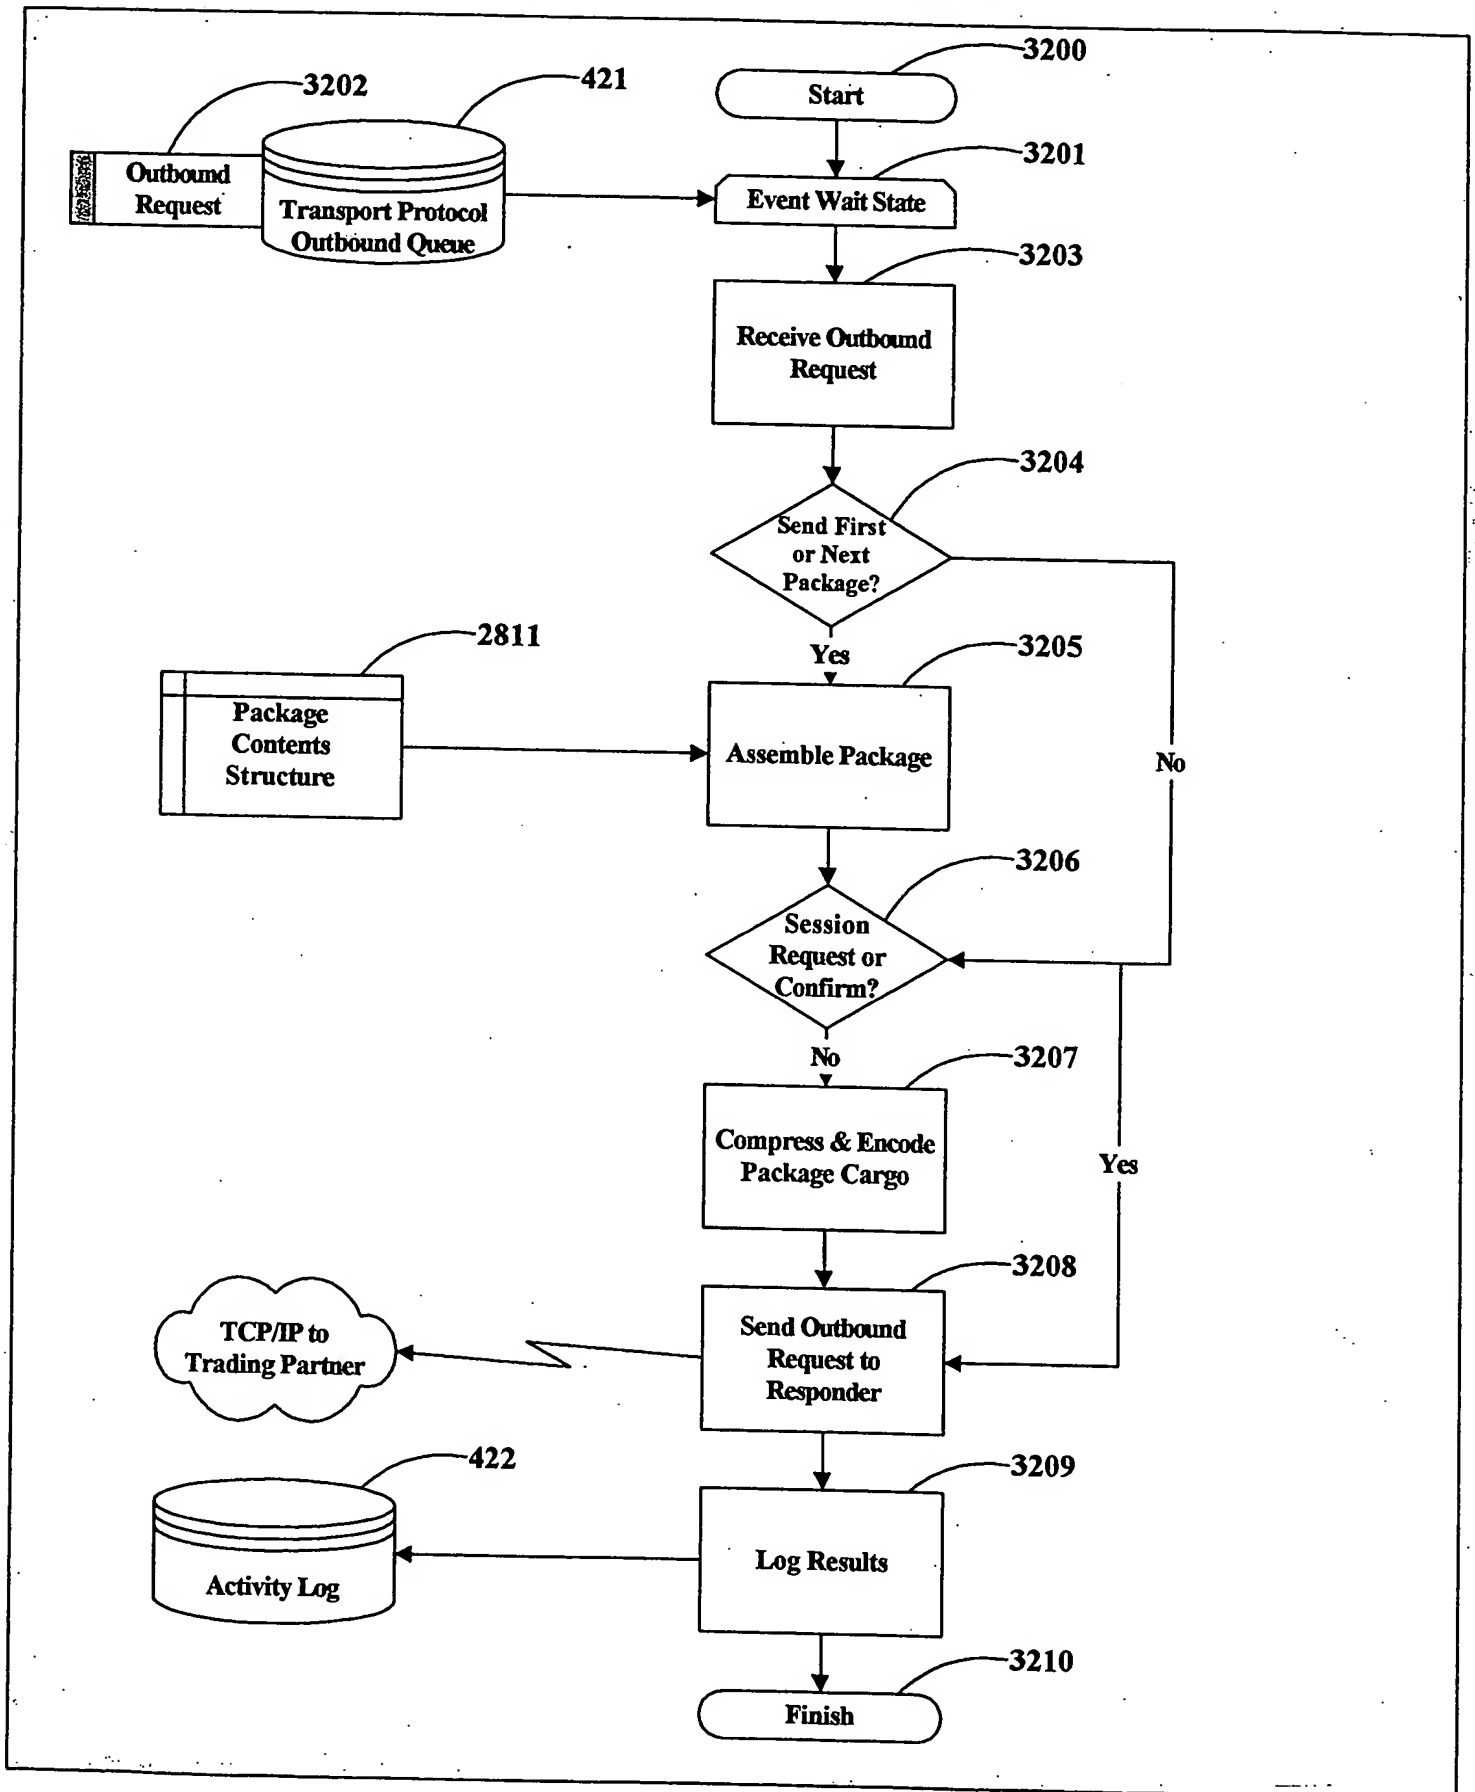 3200
Start
3202
421
3201
Outbound
Request
Transport Protocol
Outbound Queue
Event Wait State
3203
Receive Outbound
Request
3204
Send First
or Next
Package?
2811
Yes
3205
Package
Contents
Structure
Assemble Package
No
3206
Session
Request or
Confirm?
No
3207
Compress & Encode
Package Cargo
Yes
3208
TCP/IP to
Trading Partner
Send Outbound
Request to
Responder
422
3209
Activity Log
Log Results
3210
Finish